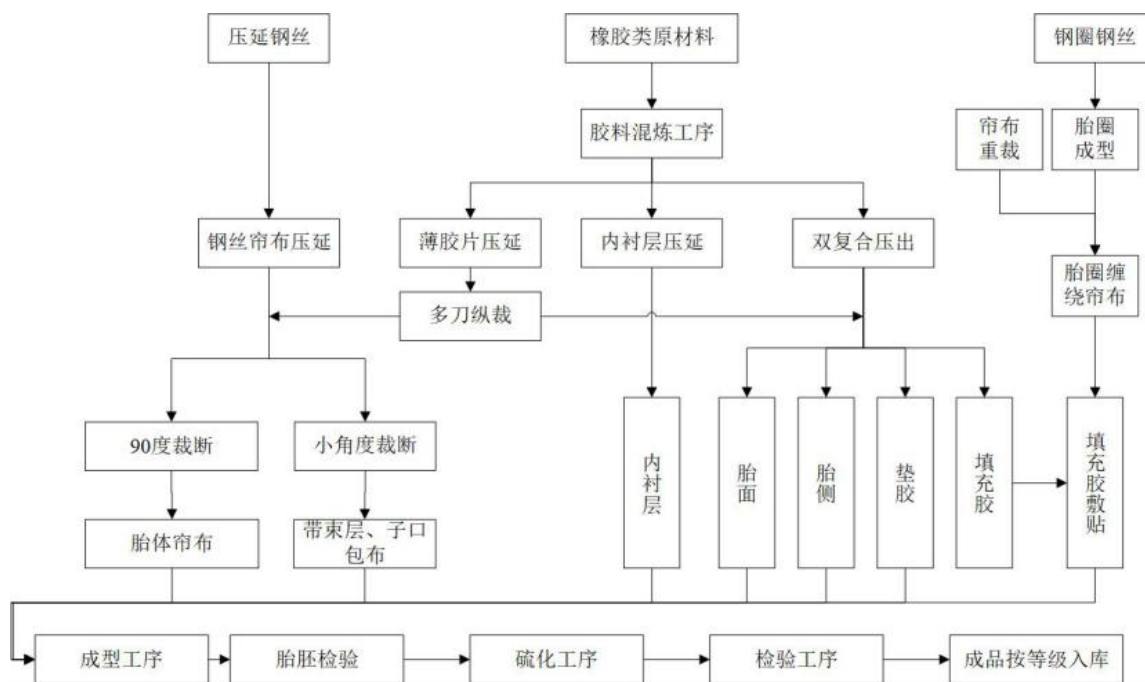 压延钢丝
橡胶类原材料
钢圈钢丝
胶料混炼工序
帘布
重裁
胎圈
成型
钢丝帘布压延
薄胶片压延
内衬层压延
双复合压出
胎圈缠
绕帘布
多刀纵裁
90度裁断
小角度裁断
内衬层
胎面
胎侧
垫胶
填充胶
填充胶敷贴
胎体帘布
带束层、子口
包布
成型工序
胎胚检验
硫化工序
检验工序
成品按等级入库